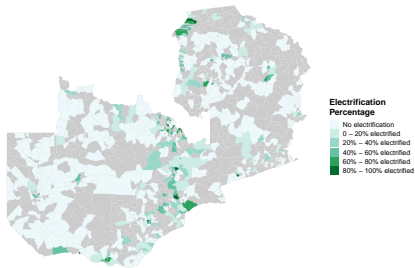 Electrification
Percentage
No electrification
0 − 20% electrified
20% − 40% electrified
40% − 60% electrified
60% − 80% electrified
80% − 100% electrified